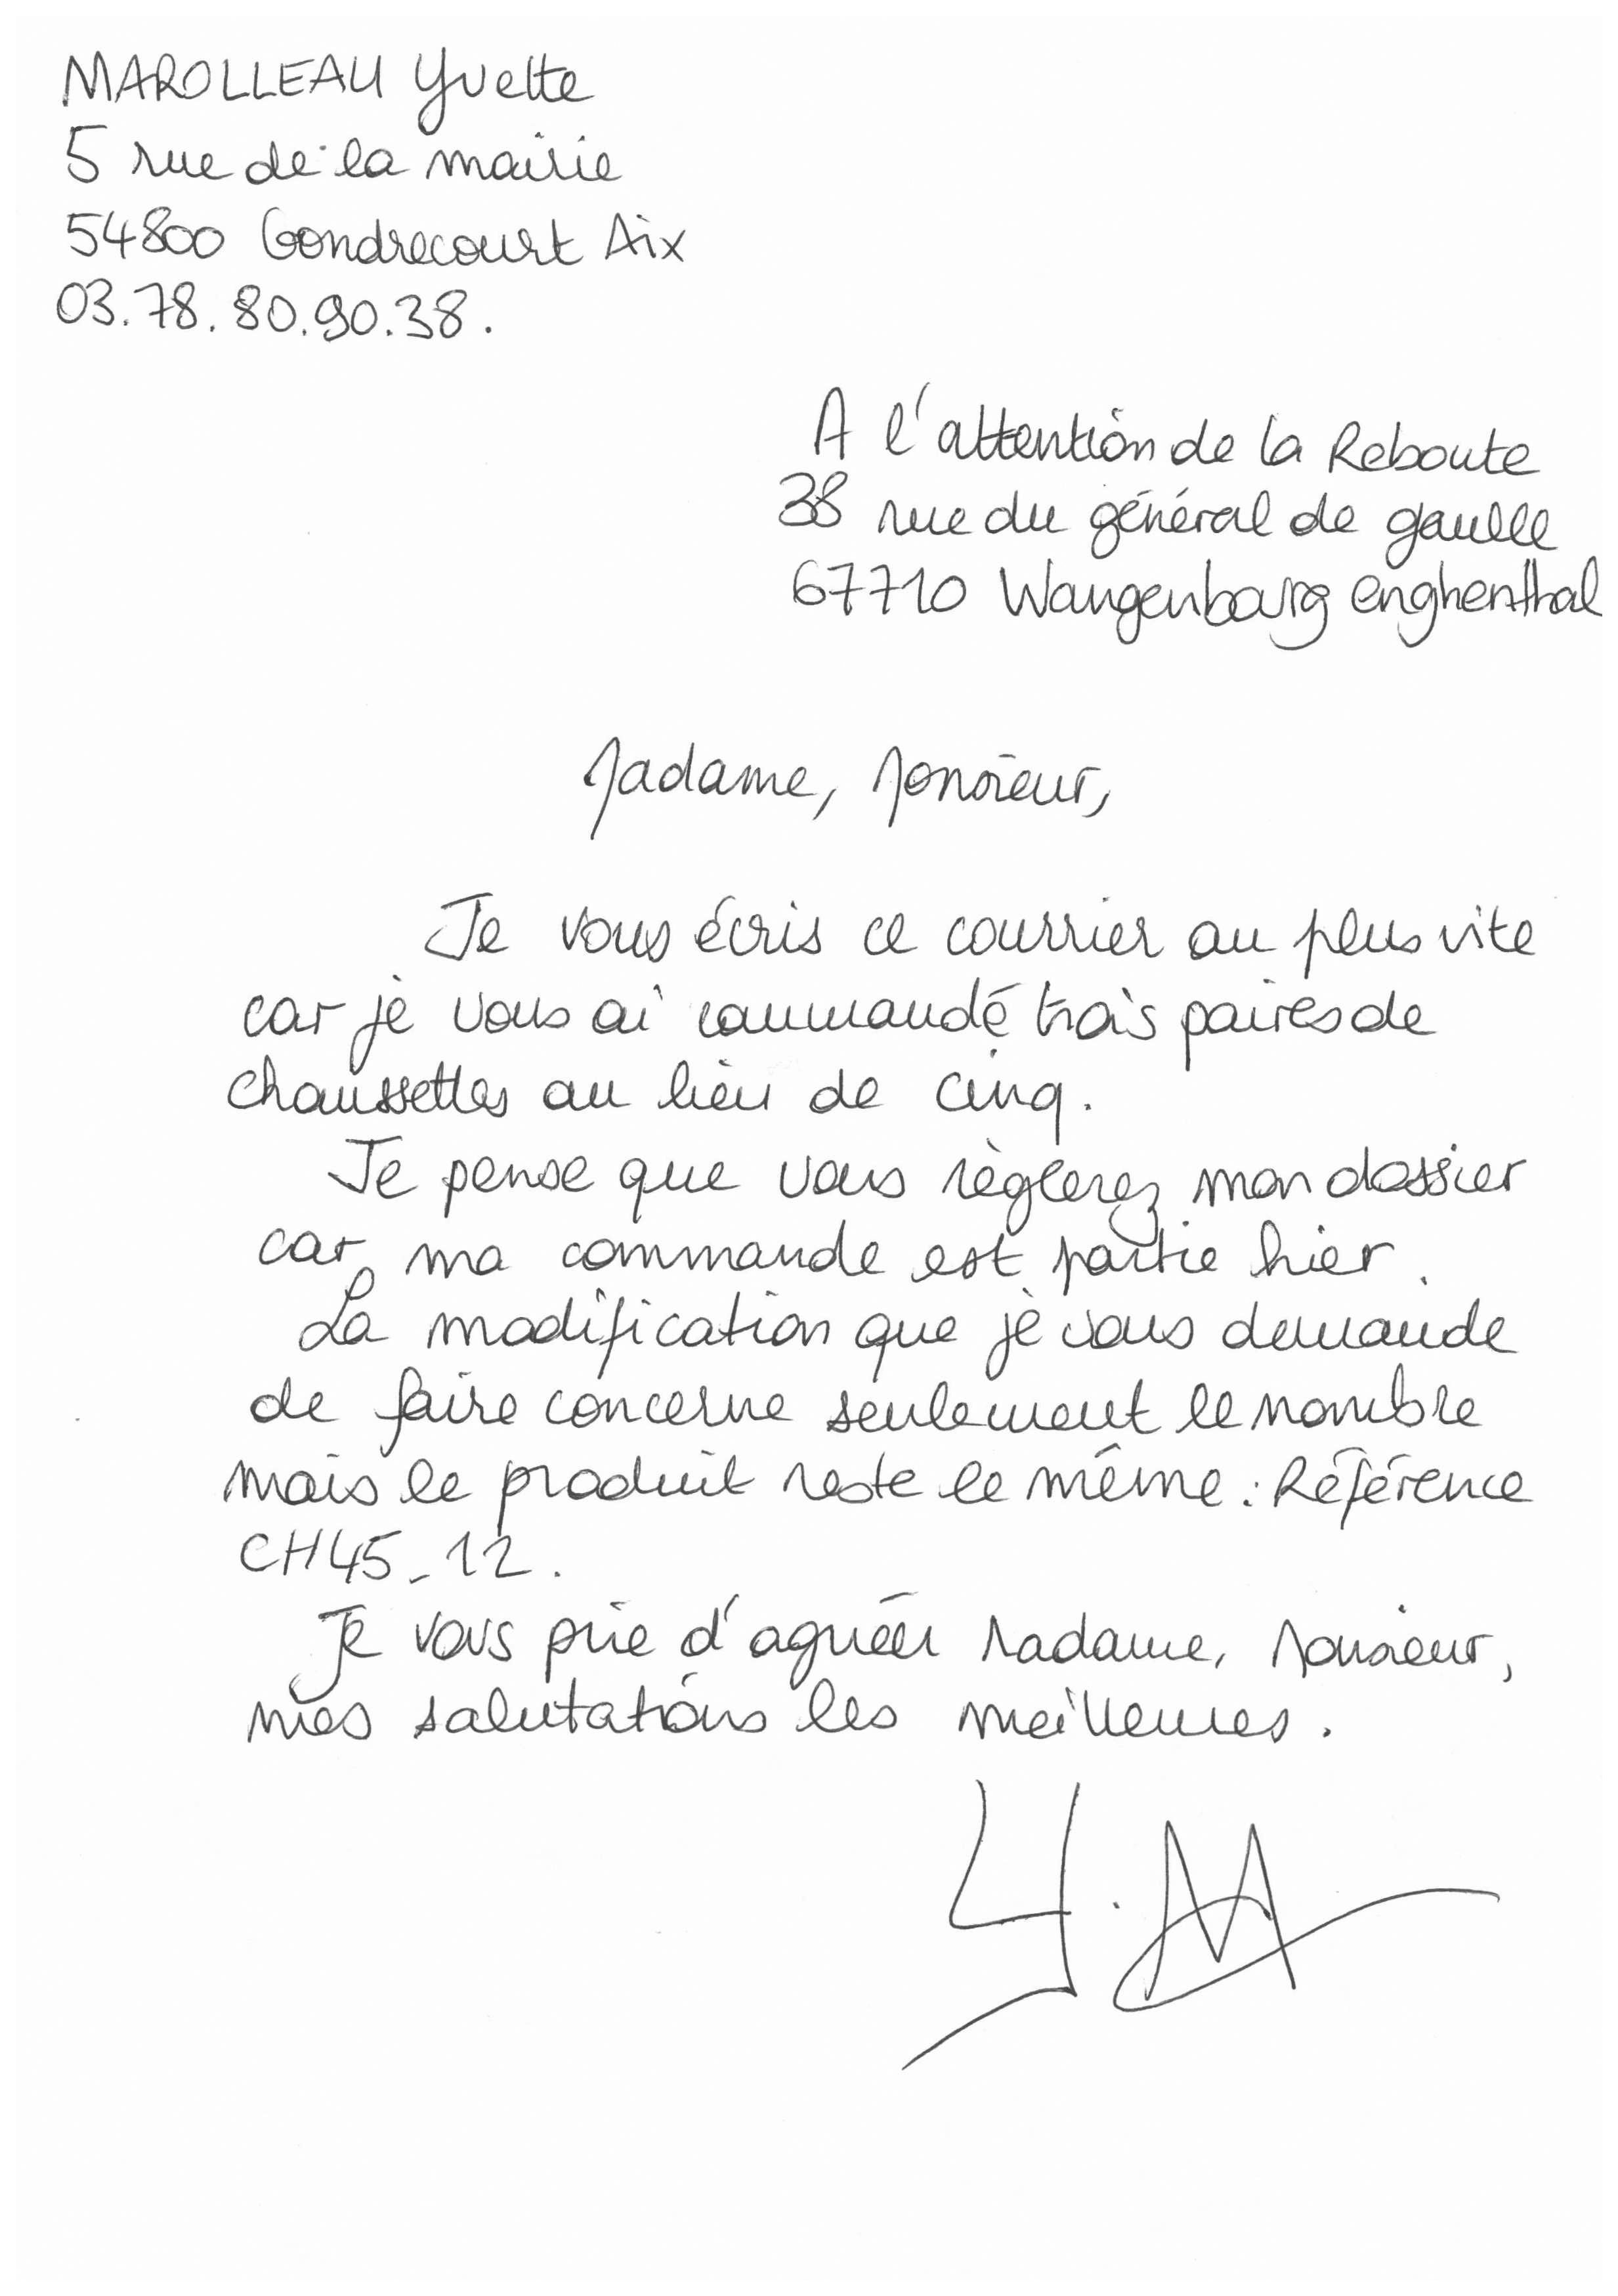 MAROLLEAU Yvette
5 rue de la mairie
54800 Gondrecourt Aix
03.78.80.90.38.
A l'attention de la Reboute
38 rue du général de gaulle
67710 Wangenbourg enghenthal
Madame, Monsieur,
Je vous écris ce courrier au plus vite
car je vous ai commandé trois paires de
chaussettes au lieu de cinq.
Je pense que vous règlerez mon dossier
car ma commande est partie hier.
La modification que je vous demande
de faire concerne seulement le nombre
mais le produit reste le même : Référence
CH45_12.
Je vous prie d'agréer Madame, Monsieur,
mes salutations les meilleures.
Y.M